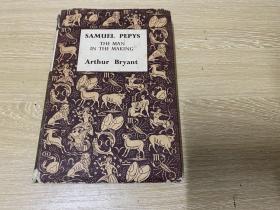 SAMUEL PEPYS
THE MAN
IN THE MAKING
Arthur Bryant